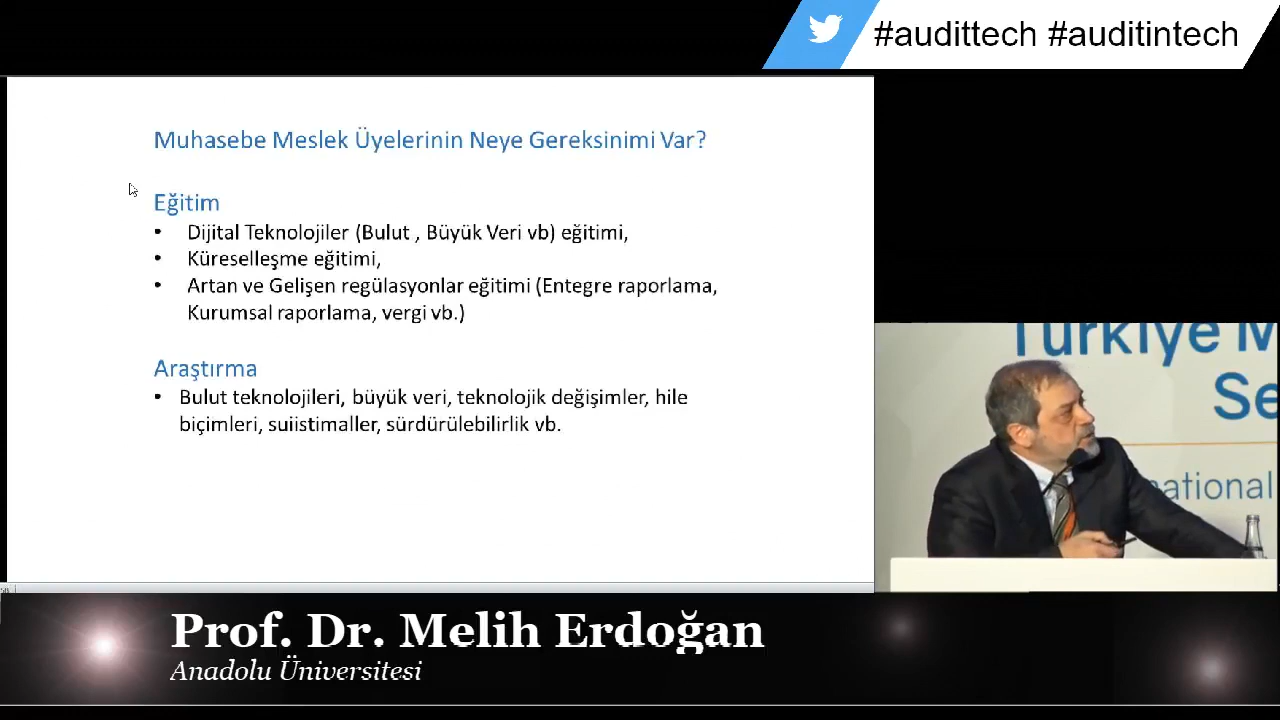 #audittech #auditintech
Muhasebe Meslek Üyelerinin Neye Gereksinimi Var?
Eğitim
• Dijital Teknolojiler (Bulut , Büyük Veri vb) eğitimi,
• Küreselleşme eğitimi,
• Artan ve Gelişen regülasyonlar eğitimi (Entegre raporlama,
Kurumsal raporlama, vergi vb.)
Araştırma
• Bulut teknolojileri, büyük veri, teknolojik değişimler, hile
biçimleri, suiistimaller, sürdürülebilirlik vb.
Türkiye M
Se
national
Prof. Dr. Melih Erdoğan
Anadolu Üniversitesi